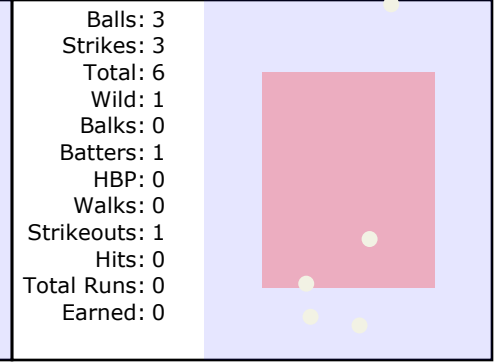 Balls: 3
Strikes: 3
Total: 6
Wild: 1
Balks: 0
Batters: 1
HBP: 0
Walks: 0
Strikeouts: 1
Hits: 0
Total Runs: 0
Earned: 0